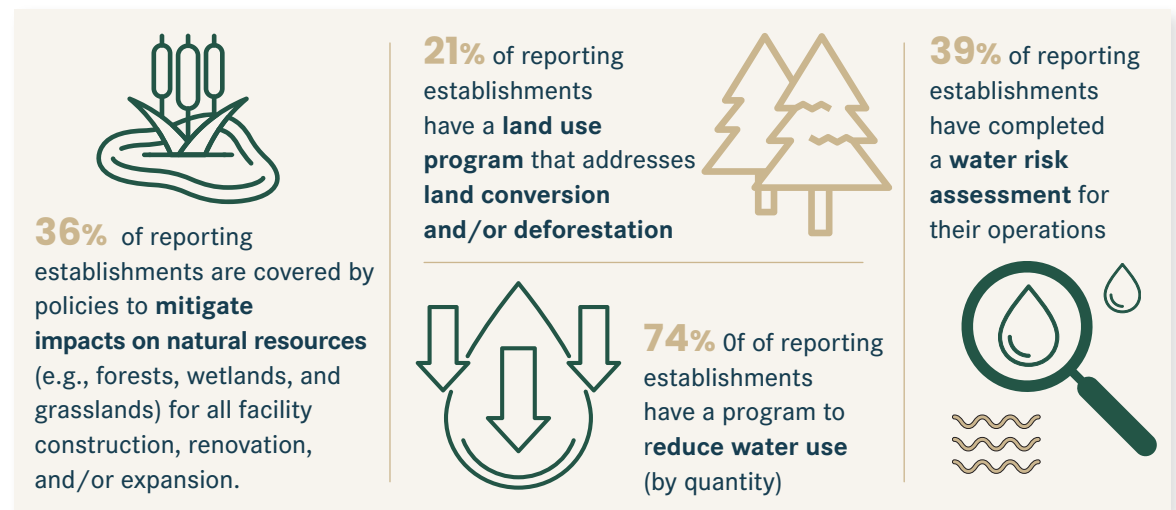 36% of reporting
establishments are covered by
policies to mitigate
impacts on natural resources
(e.g., forests, wetlands, and
grasslands) for all facility
construction, renovation,
and/or expansion.
21% of reporting
establishments
have a land use
program that addresses
land conversion
and/or deforestation
74% 0f of reporting
establishments
have a program to
reduce water use
(by quantity)
39% of reporting
establishments
have completed
a water risk
assessment for
their operations